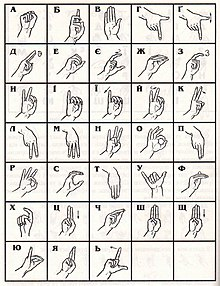 А Б В Г Ґ
Д Е Є Ж З
И І Ї Й К
Л М Н О П
Р С Т У Ф
Х Ц Ч Ш Щ
Ю Я Ь